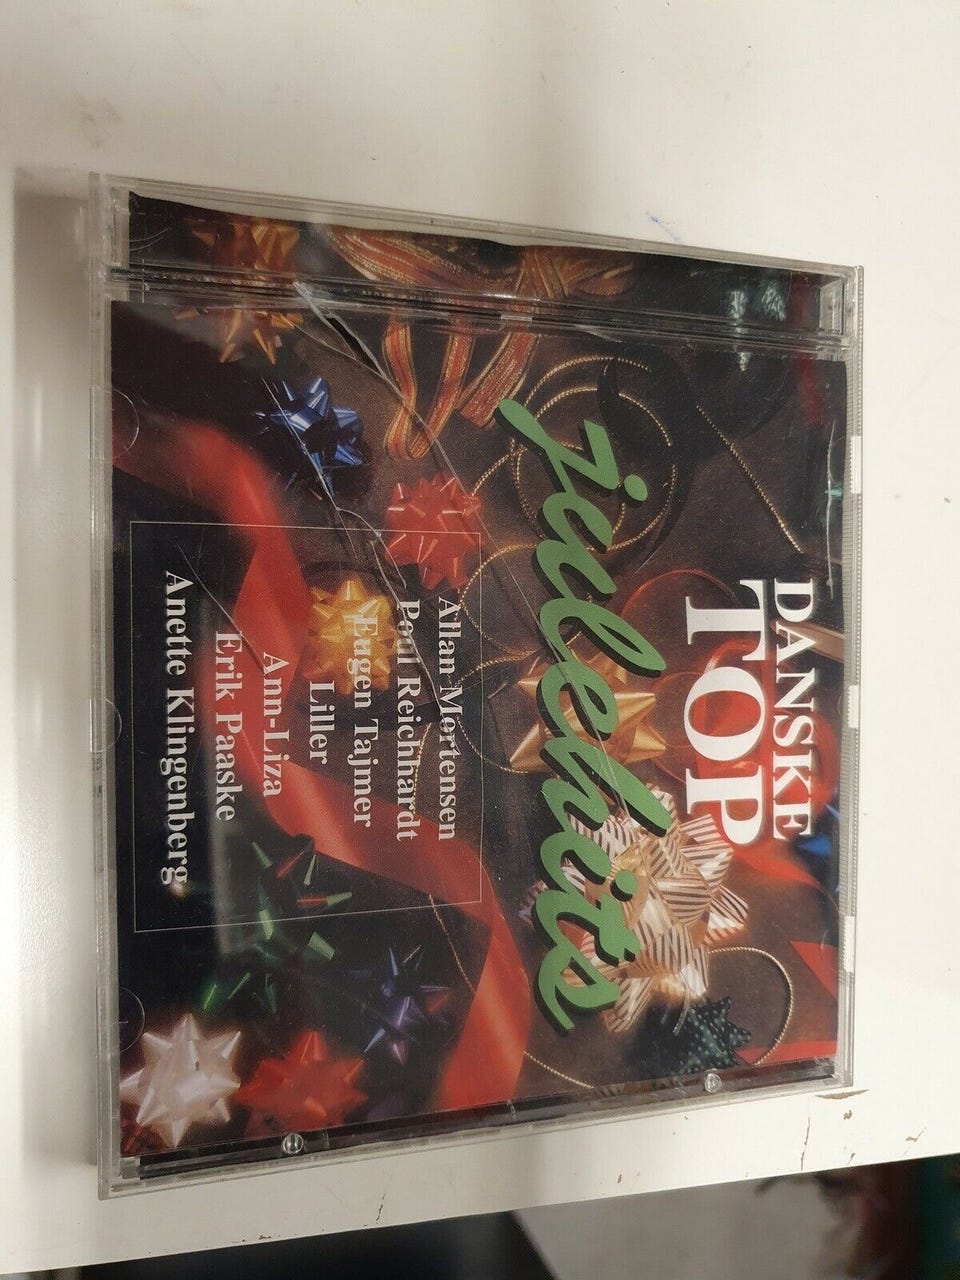 DANSKE
TOP
julehits
Allan Mortensen
Poul Reichhardt
Eugen Tajmer
Liller
Ann-Liza
Erik Paaske
Anette Klingenberg